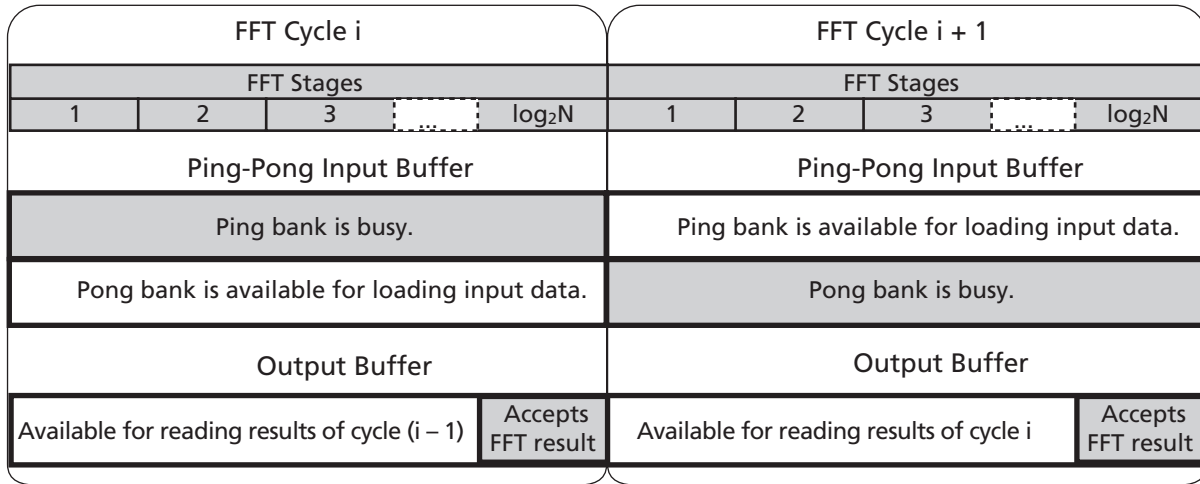 FFT Cycle i
FFT Cycle i + 1
FFT Stages
FFT Stages
1 2 3 ... log₂N
1 2 3 ... log₂N
Ping-Pong Input Buffer
Ping-Pong Input Buffer
Ping bank is busy.
Ping bank is available for loading input data.
Pong bank is available for loading input data.
Pong bank is busy.
Output Buffer
Output Buffer
Available for reading results of cycle (i – 1)
Accepts
FFT result
Available for reading results of cycle i
Accepts
FFT result